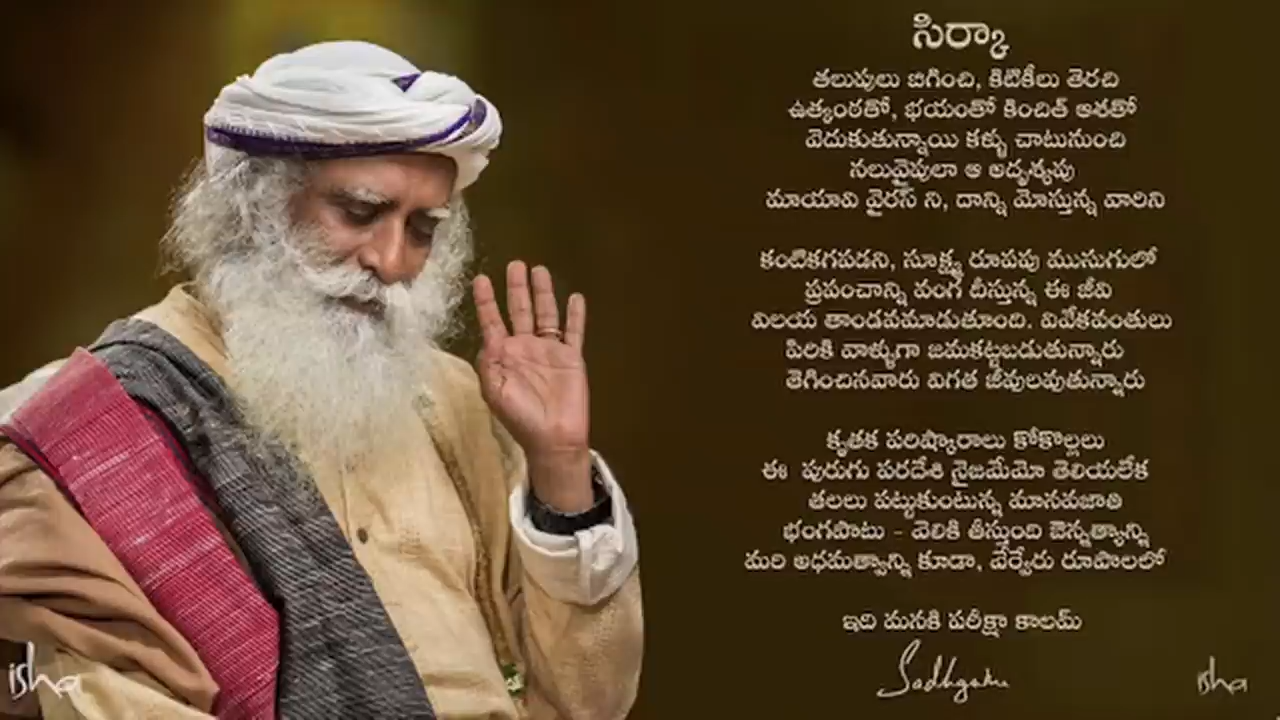 సిర్కా
తలుపులు బిగించి, కిటికీలు తెరచి
ఉత్కంఠతో, భయంతో కించిత్ ఆశతో
వెదుకుతున్నాయి కళ్ళు చాటునుంచి
నలువైపులా ఆ అదృశ్యపు
మాయావి వైరస్ ని, దాన్ని మోస్తున్న వారిని
కంటికగపడని, సూక్ష్మ రూపపు ముసుగులో
ప్రపంచాన్ని వంగ దీస్తున్న ఈ జీవి
విలయ తాండవమాడుతూంది. వివేకవంతులు
పిరికి వాళ్ళుగా జమకట్టబడుతున్నారు
తెగించినవారు విగత జీవులవుతున్నారు
కృతక పరిష్కారాలు కోకొల్లలు
ఈ పురుగు పరదేశి నైజమేమో తెలియలేక
తలలు పట్టుకుంటున్న మానవజాతి
భంగపాటు - వెలికి తీస్తుంది ఔన్నత్యాన్ని
మరి అధమత్వాన్ని కూడా, వేర్వేరు రూపాలలో
ఇది మనకి పరీక్షా కాలమ్
Sadhguru
isha
isha